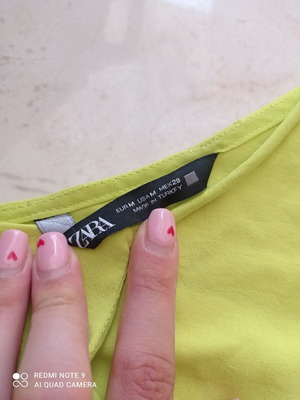 ZARA
EUR M USA M MEX 28
MADE IN TURKEY
REDMI NOTE 9
AI QUAD CAMERA